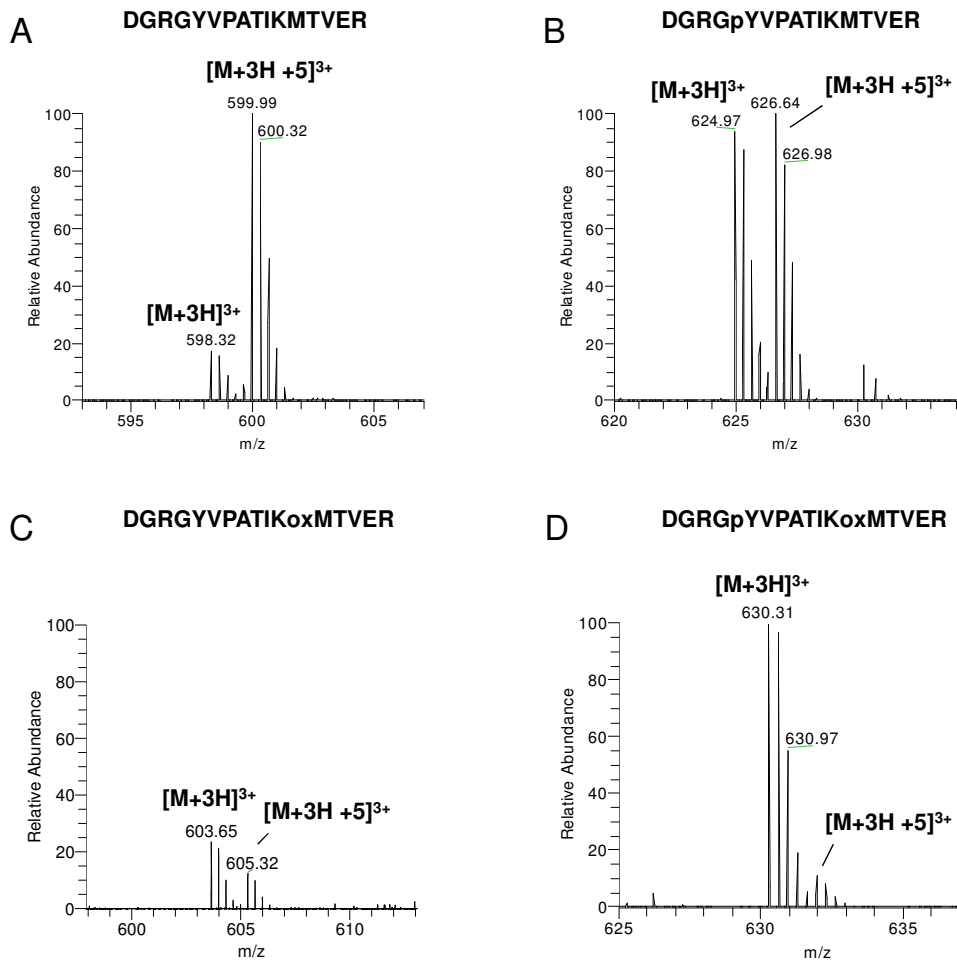 A
DGRGYVPATIKMTVER
[M+3H +5]³⁺
599.99
600.32
[M+3H]³⁺
598.32
100
80
60
40
20
0
Relative Abundance
595
600
605
m/z
B
DGRGpYVPATIKMTVER
[M+3H]³⁺
626.64
[M+3H +5]³⁺
624.97
626.98
100
80
60
40
20
0
Relative Abundance
620
625
630
m/z
C
DGRGYVPATIKoxMTVER
[M+3H]³⁺
[M+3H +5]³⁺
603.65
605.32
100
80
60
40
20
0
Relative Abundance
600
605
610
m/z
D
DGRGpYVPATIKoxMTVER
[M+3H]³⁺
630.31
630.97
[M+3H +5]³⁺
100
80
60
40
20
0
Relative Abundance
625
630
635
m/z